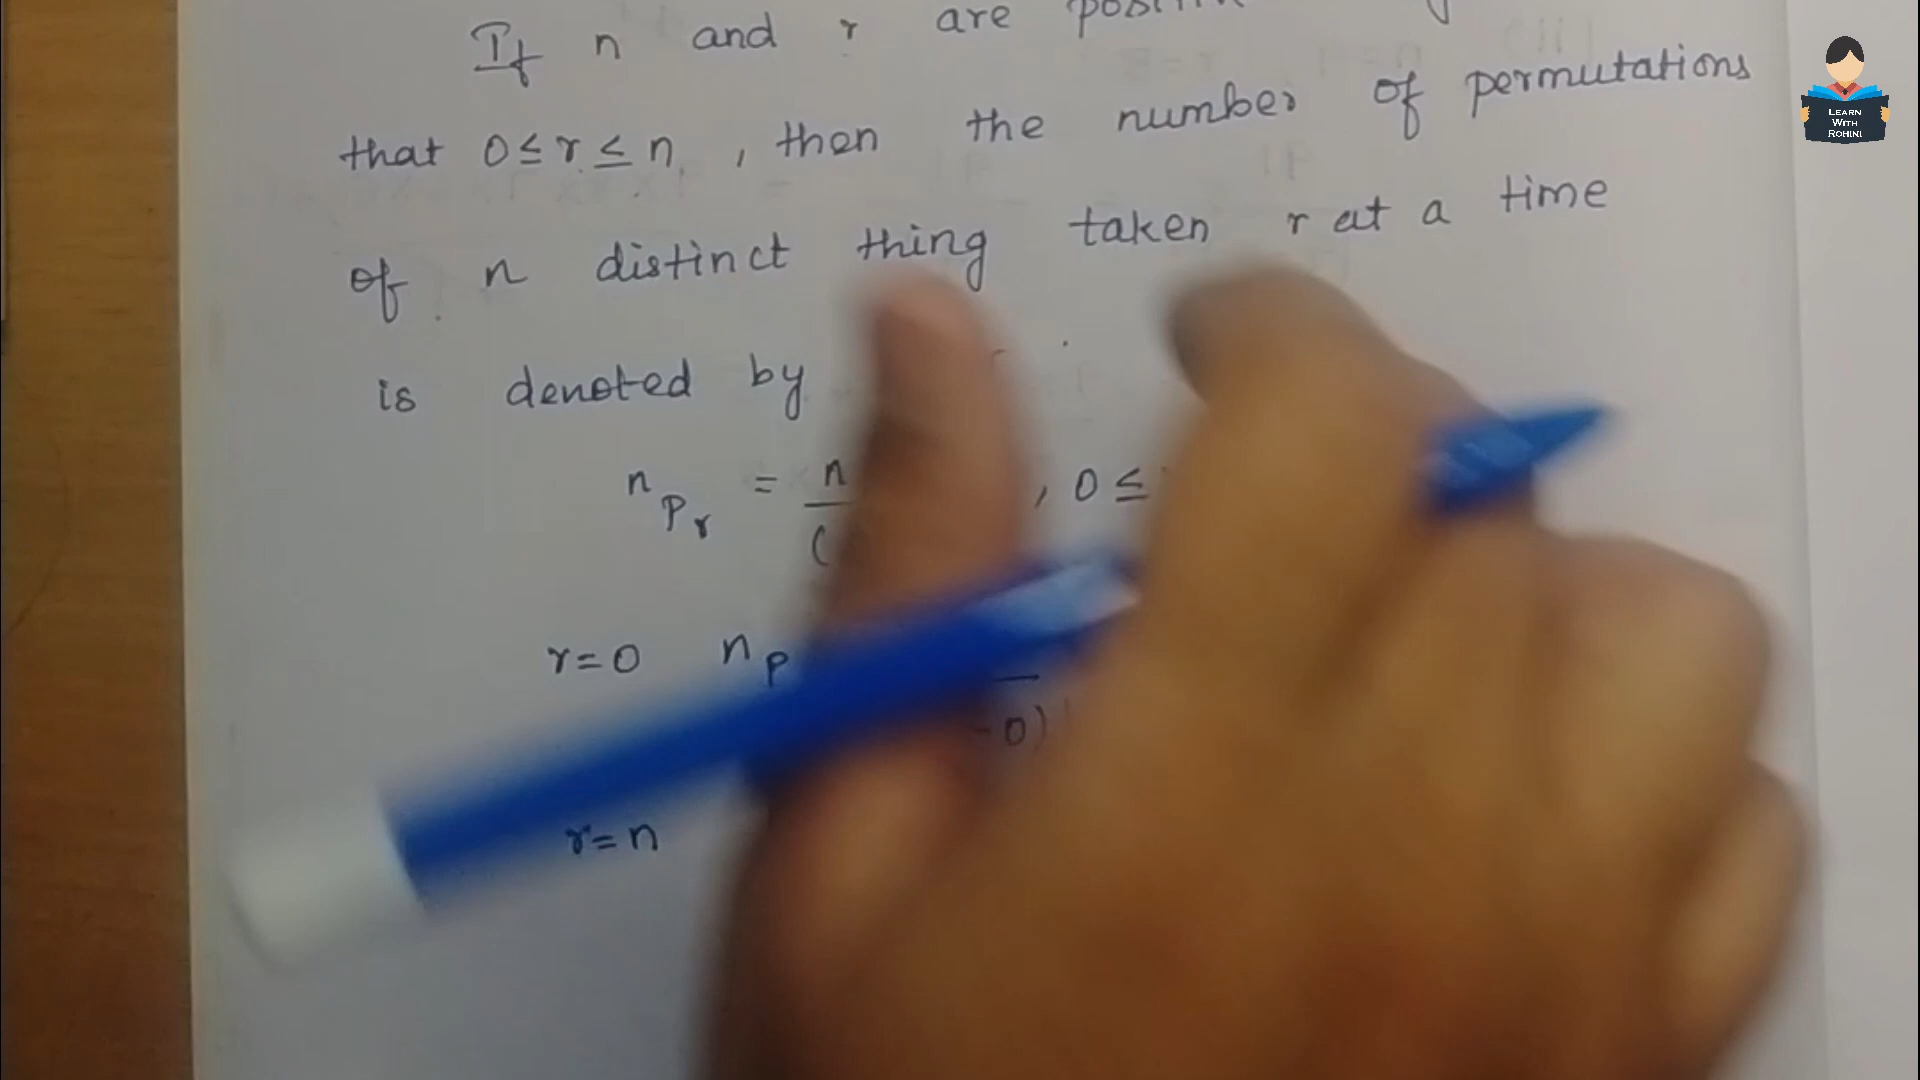 If n and r are
that 0≤r≤n, then the number of permutations
of n distinct thing taken r at a time
is denoted by
nPr = n/( , 0≤
r=0 nP -0)
r=n
LEARN
WITH
ROHINI